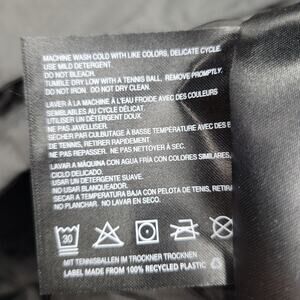 MACHINE WASH COLD WITH LIKE COLORS, DELICATE CYCLE.
USE MILD DETERGENT.
DO NOT BLEACH.
TUMBLE DRY LOW WITH A TENNIS BALL, REMOVE PROMPTLY.
DO NOT IRON. DO NOT DRY CLEAN.
LAVER À LA MACHINE À L'EAU FROIDE AVEC DES COULEURS
SEMBLABLES AU CYCLE DÉLICAT.
UTILISER UN DÉTERGENT DOUX.
NE PAS JAVELLISER.
SÉCHER PAR CULBUTAGE À BASSE TEMPÉRATURE AVEC DES B
DE TENNIS, RETIRER RAPIDEMENT.
NE PAS REPASSER. NE PAS NETTOYER À SEC.
LAVAR A MÁQUINA CON AGUA FRÍA CON COLORES SIMILARES,
CICLO DELICADO.
USAR UN DETERGENTE SUAVE.
NO USAR BLANQUEADOR.
SECAR A TEMPERATURA BAJA CON PELOTA DE TENIS, RETIRA
NO PLANCHAR. NO LAVAR EN SECO.
30
MIT TENNISBÄLLEN IM TROCKNER TROCKNEN
LABEL MADE FROM 100% RECYCLED PLASTIC